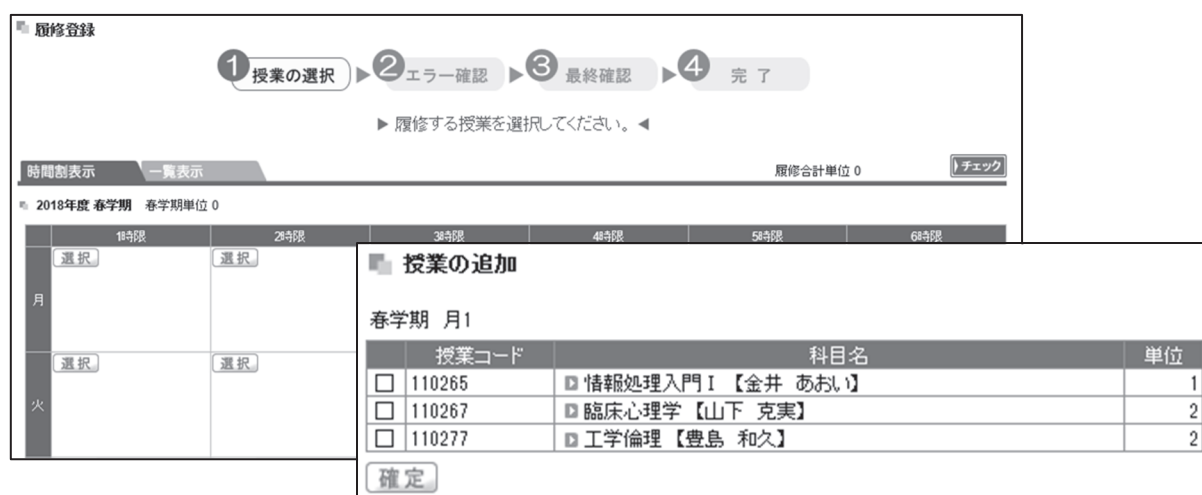 履修登録
1 授業の選択 ▶ 2 エラー確認 ▶ 3 最終確認 ▶ 4 完 了
▶ 履修する授業を選択してください。 ◀
時間割表示 一覧表示 履修合計単位 0 チェック
2018年度 春学期 春学期単位 0
1時限 2時限 3時限 4時限 5時限 6時限
月 選択 選択
火 選択 選択
授業の追加
春学期 月1
授業コード 科目名 単位
110265 情報処理入門Ⅰ 【金井 あおい】 1
110267 臨床心理学 【山下 克実】 2
110277 工学倫理 【豊島 和久】 2
確定